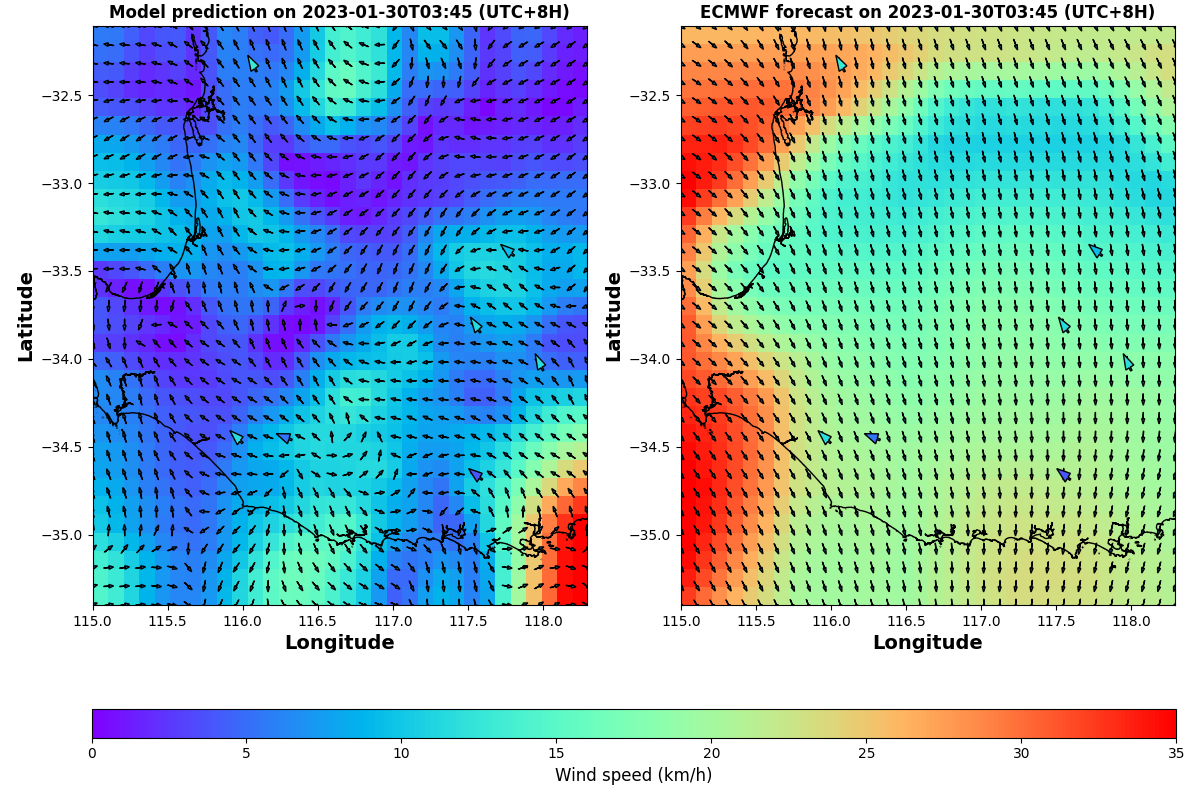 Model prediction on 2023-01-30T03:45 (UTC+8H)
ECMWF forecast on 2023-01-30T03:45 (UTC+8H)
Latitude
−32.5
−33.0
−33.5
−34.0
−34.5
−35.0
115.0 115.5 116.0 116.5 117.0 117.5 118.0
Longitude
Latitude
−32.5
−33.0
−33.5
−34.0
−34.5
−35.0
115.0 115.5 116.0 116.5 117.0 117.5 118.0
Longitude
0 5 10 15 20 25 30 35
Wind speed (km/h)